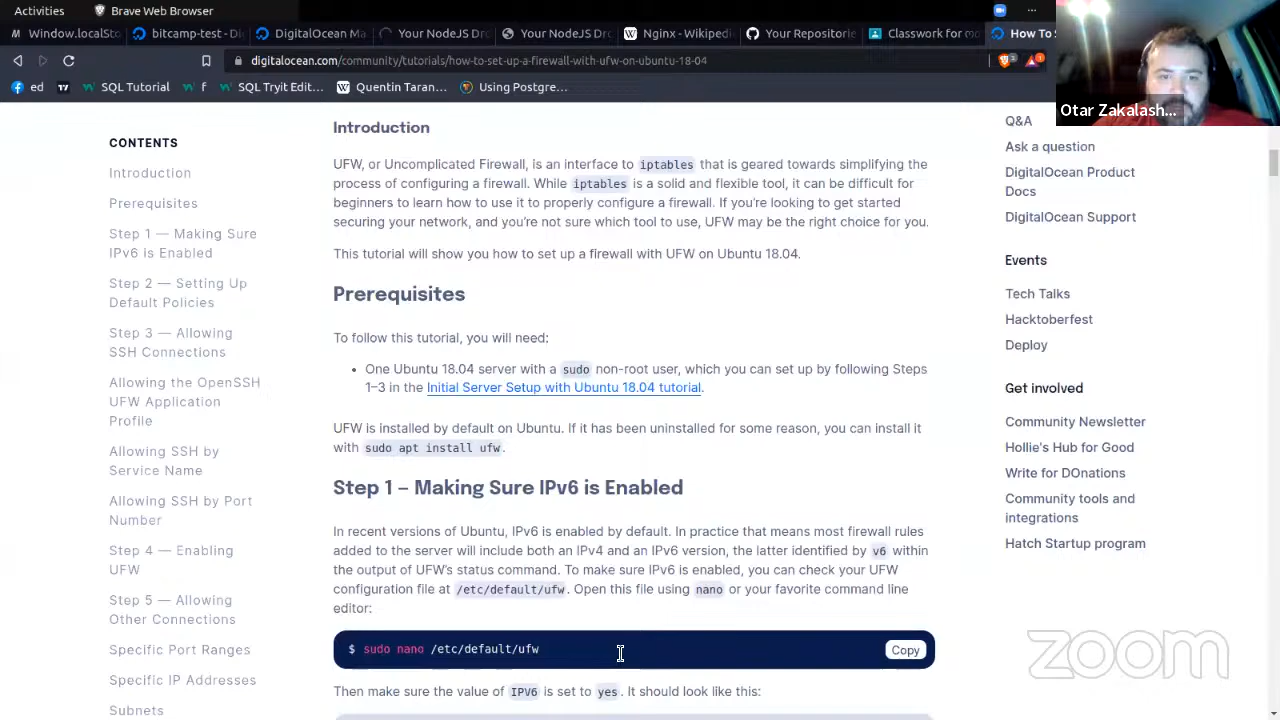 Activities
Window.localSto
bitcamp-test - Di
DigitalOcean Ma
Your NodeJS Dro
Your NodeJS Dro
Nginx - Wikipedi
Your Repositorie
Classwork for m
How To S
digitalocean.com/community/tutorials/how-to-set-up-a-firewall-with-ufw-on-ubuntu-18-04
ed
SQL Tutorial
f
SQL Tryit Edi...
Quentin Taran...
Using Postgre...
Otar Zakalash...
CONTENTS
Introduction
Prerequisites
Step 1 — Making Sure
IPv6 is Enabled
Step 2 — Setting Up
Default Policies
Step 3 — Allowing
SSH Connections
Allowing the OpenSSH
UFW Application
Profile
Allowing SSH by
Service Name
Allowing SSH by Port
Number
Step 4 — Enabling
UFW
Step 5 — Allowing
Other Connections
Specific Port Ranges
Specific IP Addresses
Subnets
Introduction
UFW, or Uncomplicated Firewall, is an interface to iptables that is geared towards simplifying the
process of configuring a firewall. While iptables is a solid and flexible tool, it can be difficult for
beginners to learn how to use it to properly configure a firewall. If you're looking to get started
securing your network, and you're not sure which tool to use, UFW may be the right choice for you.
This tutorial will show you how to set up a firewall with UFW on Ubuntu 18.04.
Prerequisites
To follow this tutorial, you will need:
• One Ubuntu 18.04 server with a sudo non-root user, which you can set up by following Steps
1–3 in the Initial Server Setup with Ubuntu 18.04 tutorial.
UFW is installed by default on Ubuntu. If it has been uninstalled for some reason, you can install it
with sudo apt install ufw.
Step 1 – Making Sure IPv6 is Enabled
In recent versions of Ubuntu, IPv6 is enabled by default. In practice that means most firewall rules
added to the server will include both an IPv4 and an IPv6 version, the latter identified by v6 within
the output of UFW's status command. To make sure IPv6 is enabled, you can check your UFW
configuration file at /etc/default/ufw. Open this file using nano or your favorite command line
editor:
$ sudo nano /etc/default/ufw
Copy
Then make sure the value of IPV6 is set to yes. It should look like this:
Q&A
Ask a question
DigitalOcean Product
Docs
DigitalOcean Support
Events
Tech Talks
Hacktoberfest
Deploy
Get involved
Community Newsletter
Hollie's Hub for Good
Write for DOnations
Community tools and
integrations
Hatch Startup program
zoom